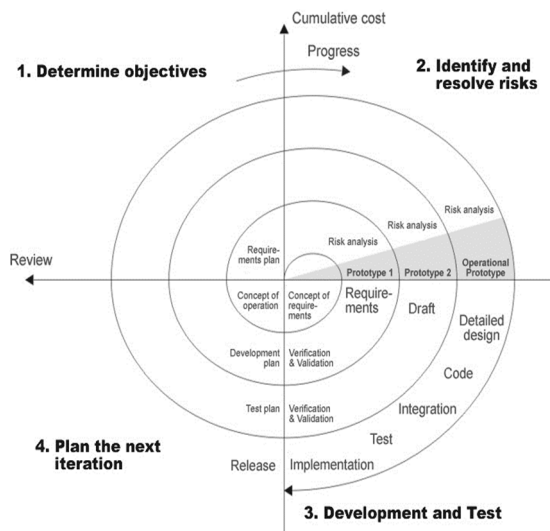 Cumulative cost
Progress
1. Determine objectives
2. Identify and
resolve risks
Risk analysis
Risk analysis
Risk analysis
Require-
ments plan
Review
Prototype 1
Prototype 2
Operational
Prototype
Concept of
operation
Concept of
require-
ments
Require-
ments
Draft
Detailed
design
Development
plan
Verification
& Validation
Code
Test plan
Verification
& Validation
Integration
Test
4. Plan the next
iteration
Release
Implementation
3. Development and Test